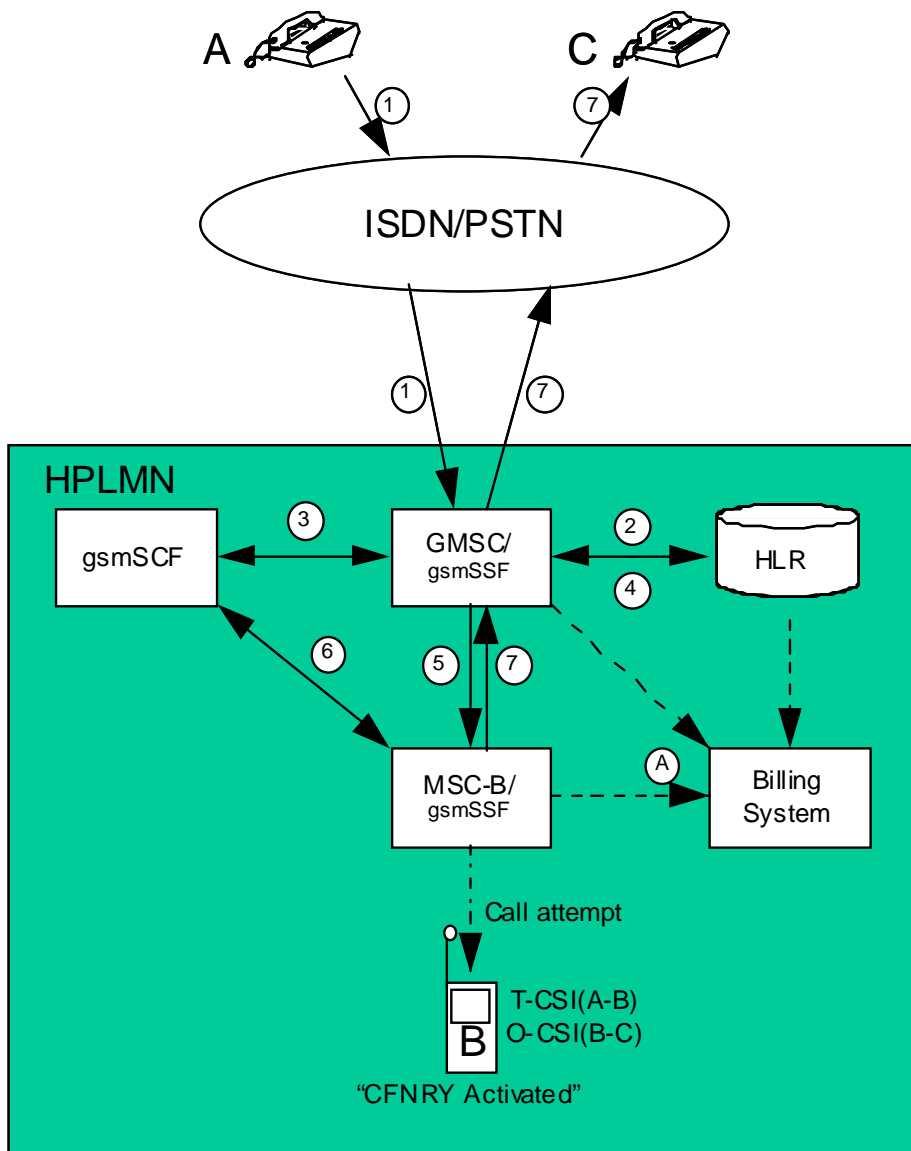 A
C
1
7
ISDN/PSTN
1
7
HPLMN
gsmSCF
3
GMSC/
gsmSSF
2
4
HLR
6
5
7
MSC-B/
gsmSSF
A
Billing
System
Call attempt
T-CSI(A-B)
O-CSI(B-C)
B
“CFNRY Activated”